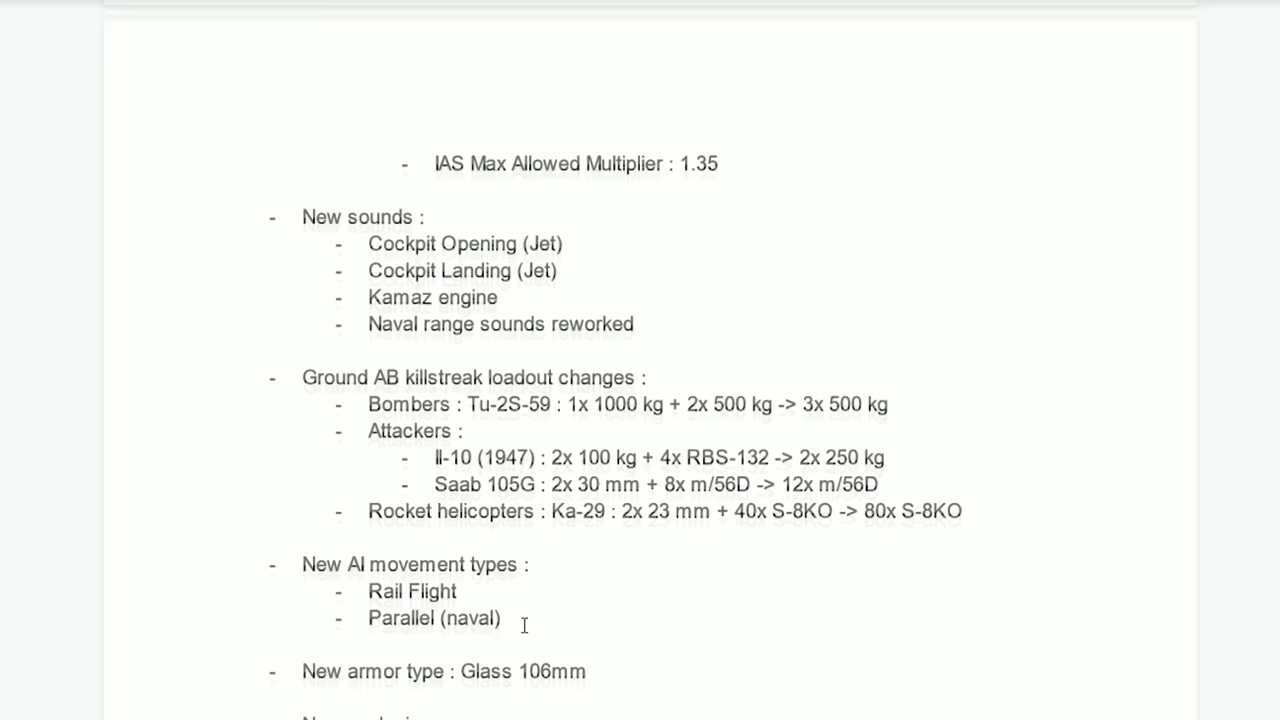 - IAS Max Allowed Multiplier : 1.35
- New sounds :
- Cockpit Opening (Jet)
- Cockpit Landing (Jet)
- Kamaz engine
- Naval range sounds reworked
- Ground AB killstreak loadout changes :
- Bombers : Tu-2S-59 : 1x 1000 kg + 2x 500 kg -> 3x 500 kg
- Attackers :
- Il-10 (1947) : 2x 100 kg + 4x RBS-132 -> 2x 250 kg
- Saab 105G : 2x 30 mm + 8x m/56D -> 12x m/56D
- Rocket helicopters : Ka-29 : 2x 23 mm + 40x S-8KO -> 80x S-8KO
- New AI movement types :
- Rail Flight
- Parallel (naval)
- New armor type : Glass 106mm